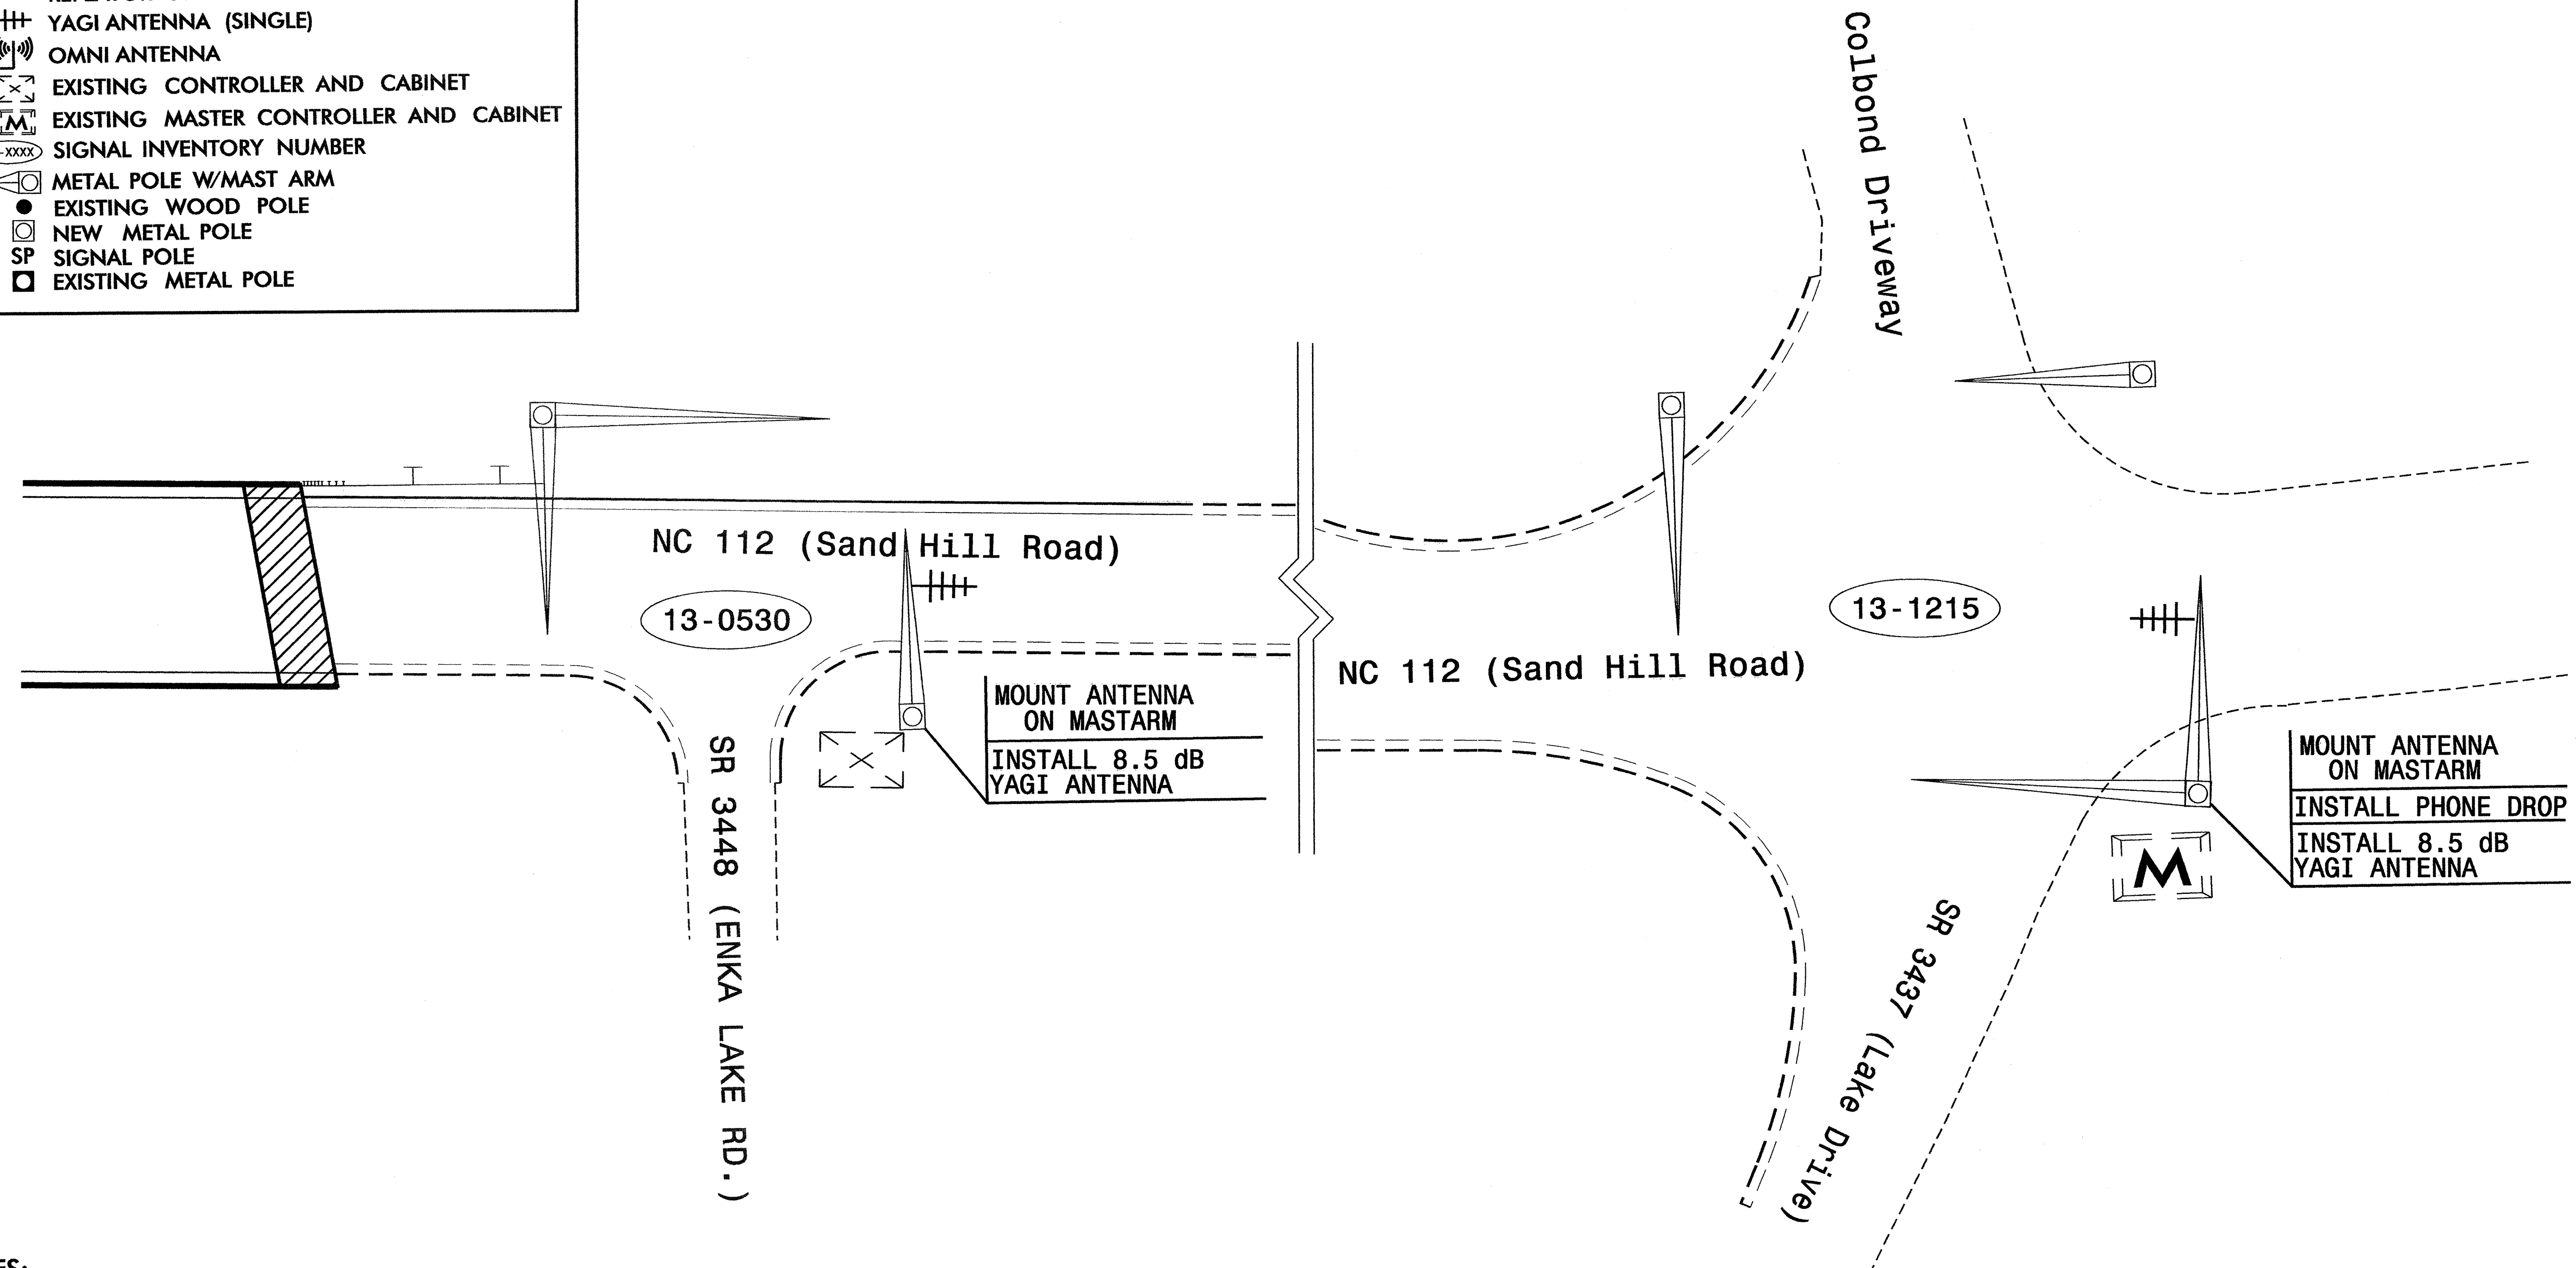 YAGI ANTENNA (SINGLE)
OMNI ANTENNA
EXISTING CONTROLLER AND CABINET
M EXISTING MASTER CONTROLLER AND CABINET
-XXXX SIGNAL INVENTORY NUMBER
METAL POLE W/MAST ARM
EXISTING WOOD POLE
NEW METAL POLE
SP SIGNAL POLE
EXISTING METAL POLE
Colbond Driveway
NC 112 (Sand Hill Road)
13-0530
MOUNT ANTENNA
ON MASTARM
INSTALL 8.5 dB
YAGI ANTENNA
SR 3448 (ENKA LAKE RD.)
13-1215
NC 112 (Sand Hill Road)
MOUNT ANTENNA
ON MASTARM
INSTALL PHONE DROP
INSTALL 8.5 dB
YAGI ANTENNA
M
SR 3437 (Lake Drive)